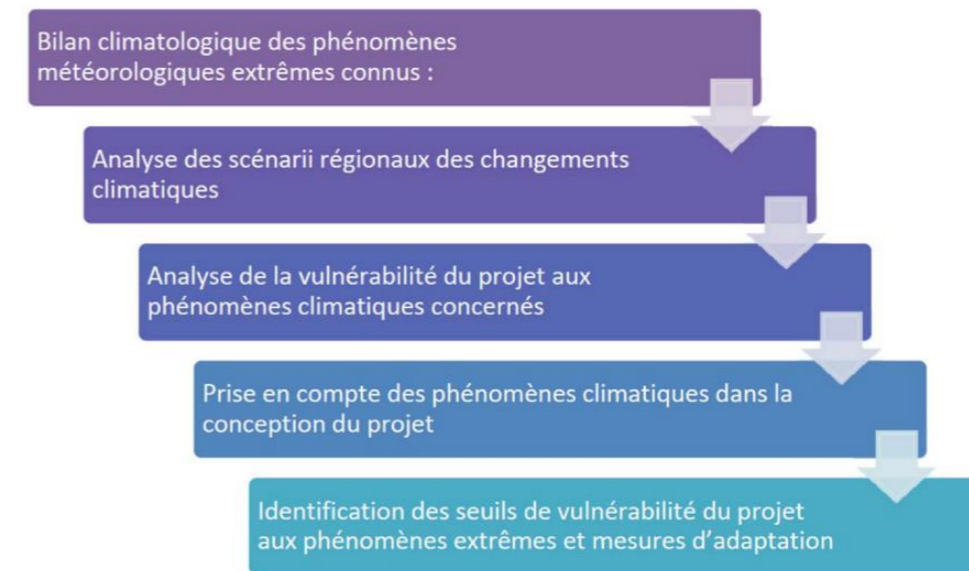 Bilan climatologique des phénomènes
météorologiques extrêmes connus :
Analyse des scénarii régionaux des changements
climatiques
Analyse de la vulnérabilité du projet aux
phénomènes climatiques concernés
Prise en compte des phénomènes climatiques dans la
conception du projet
Identification des seuils de vulnérabilité du projet
aux phénomènes extrêmes et mesures d’adaptation